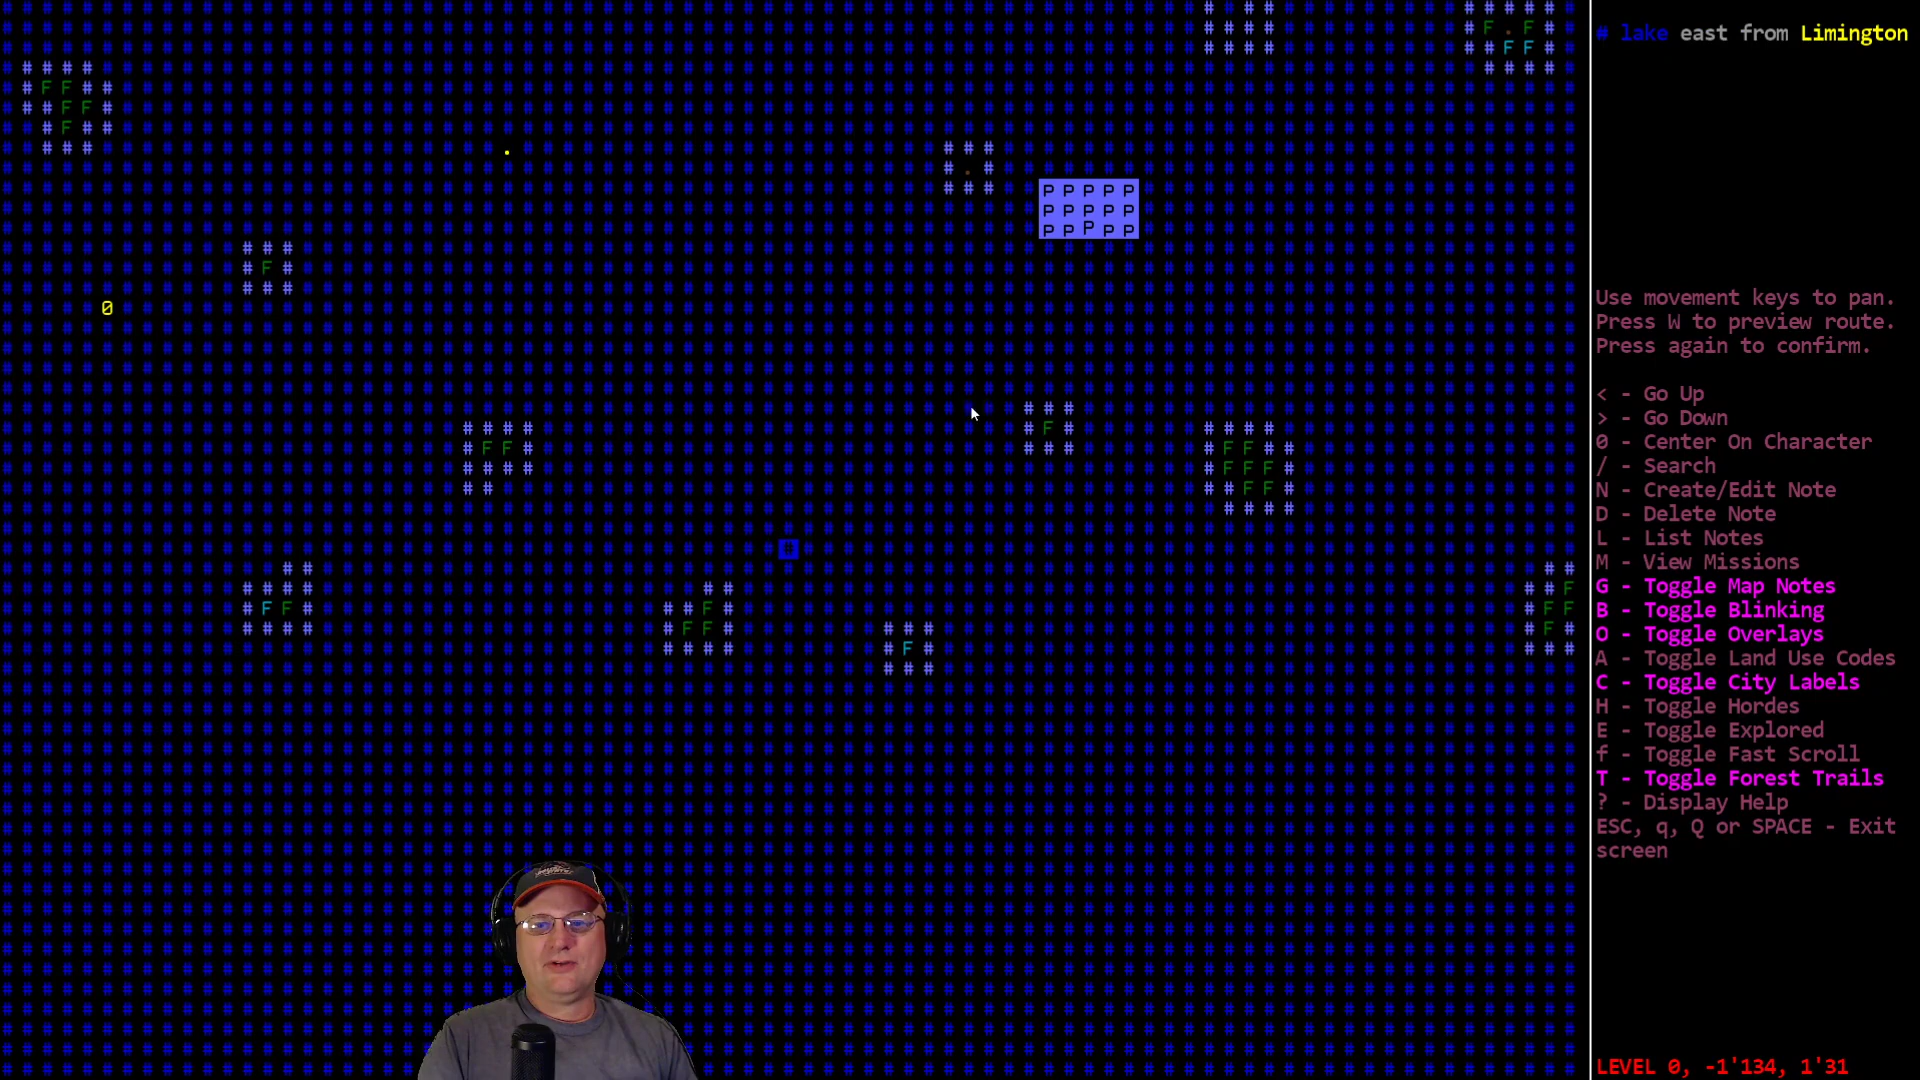 # lake east from Limington
P P P P P
P P P P P
P P P P P
Use movement keys to pan.
Press W to preview route.
Press again to confirm.
< - Go Up
> - Go Down
0 - Center On Character
/ - Search
N - Create/Edit Note
D - Delete Note
L - List Notes
M - View Missions
G - Toggle Map Notes
B - Toggle Blinking
O - Toggle Overlays
A - Toggle Land Use Codes
C - Toggle City Labels
H - Toggle Hordes
E - Toggle Explored
f - Toggle Fast Scroll
T - Toggle Forest Trails
? - Display Help
ESC, q, Q or SPACE - Exit
screen
LEVEL 0, -1'134, 1'31